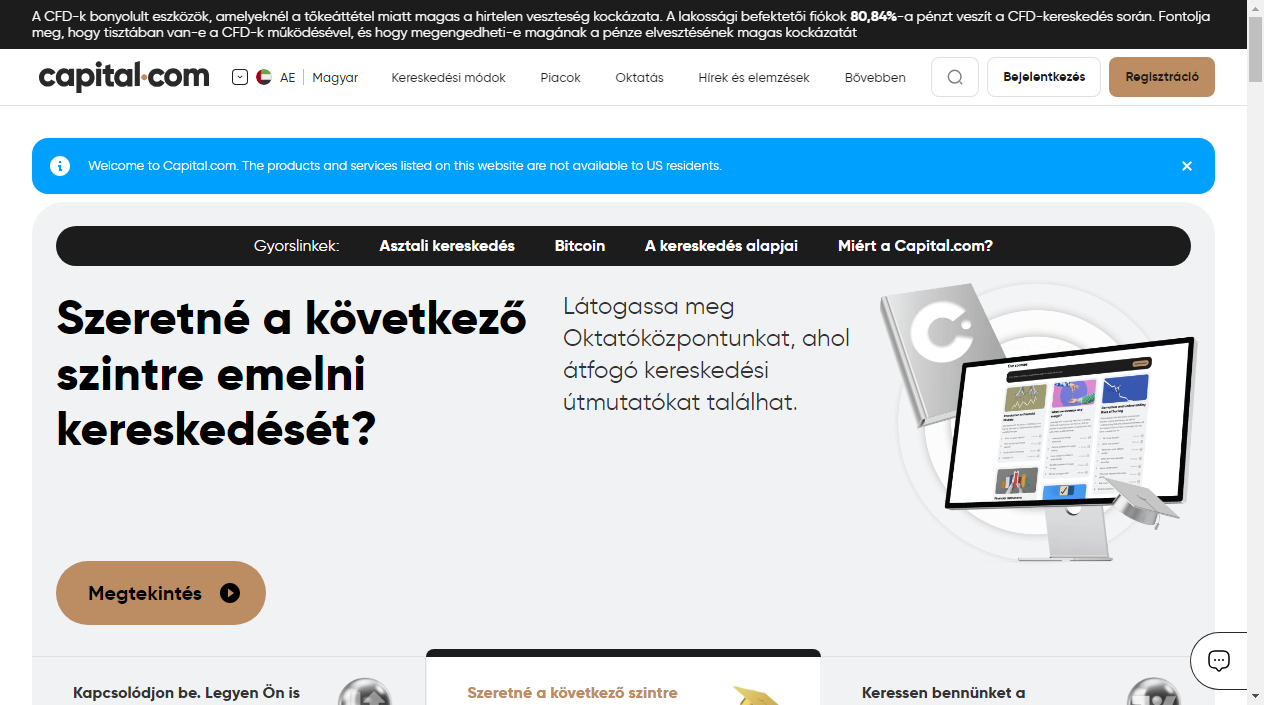 A CFD-k bonyolult eszközök, amelyeknél a tőkeáttétel miatt magas a hirtelen veszteség kockázata. A lakossági befektetői fiókok 80,84%-a pénzt veszít a CFD-kereskedés során. Fontolja
meg, hogy tisztában van-e a CFD-k működésével, és hogy megengedheti-e magának a pénze elvesztésének magas kockázatát
capital.com AE Magyar Kereskedési módok Piacok Oktatás Hírek és elemzések Bővebben Bejelentkezés Regisztráció
Welcome to Capital.com. The products and services listed on this website are not available to US residents.
Gyorslinkek: Asztali kereskedés Bitcoin A kereskedés alapjai Miért a Capital.com?
Szeretné a következő
szintre emelni
kereskedését?
Látogassa meg
Oktatóközpontunkat, ahol
átfogó kereskedési
útmutatókat találhat.
Megtekintés
Kapcsolódjon be. Legyen Ön is
Szeretné a következő szintre
Keressen bennünket a